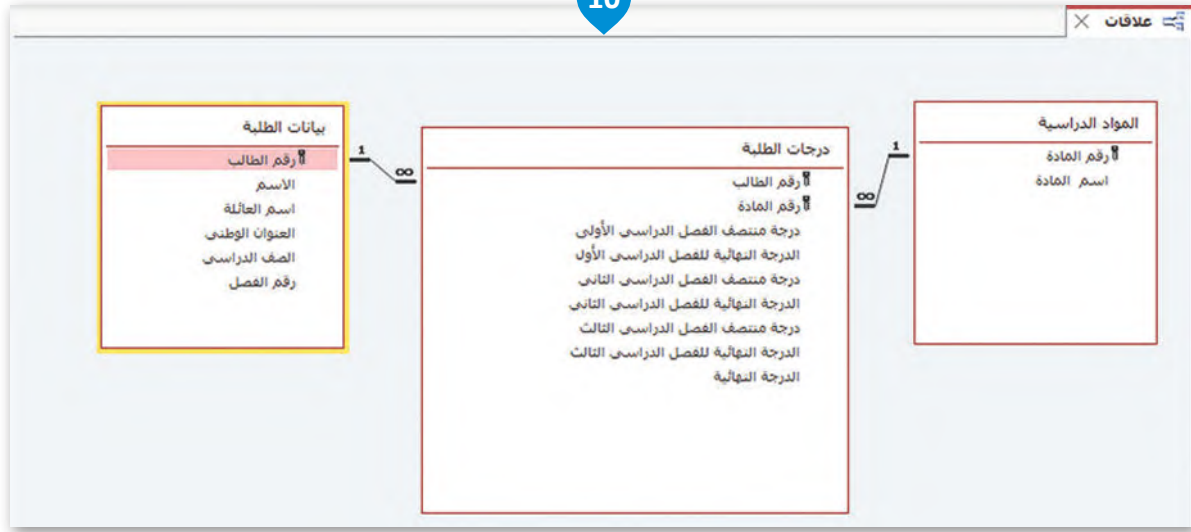 10
علاقات
المواد الدراسية
رقم المادة
اسم المادة
1
∞
درجات الطلبة
رقم الطالب
رقم المادة
درجة منتصف الفصل الدراسي الأولى
الدرجة النهائية للفصل الدراسي الأول
درجة منتصف الفصل الدراسي الثاني
الدرجة النهائية للفصل الدراسي الثاني
درجة منتصف الفصل الدراسي الثالث
الدرجة النهائية للفصل الدراسي الثالث
الدرجة النهائية
∞
1
بيانات الطلبة
رقم الطالب
الاسم
اسم العائلة
العنوان الوطني
الصف الدراسي
رقم الفصل